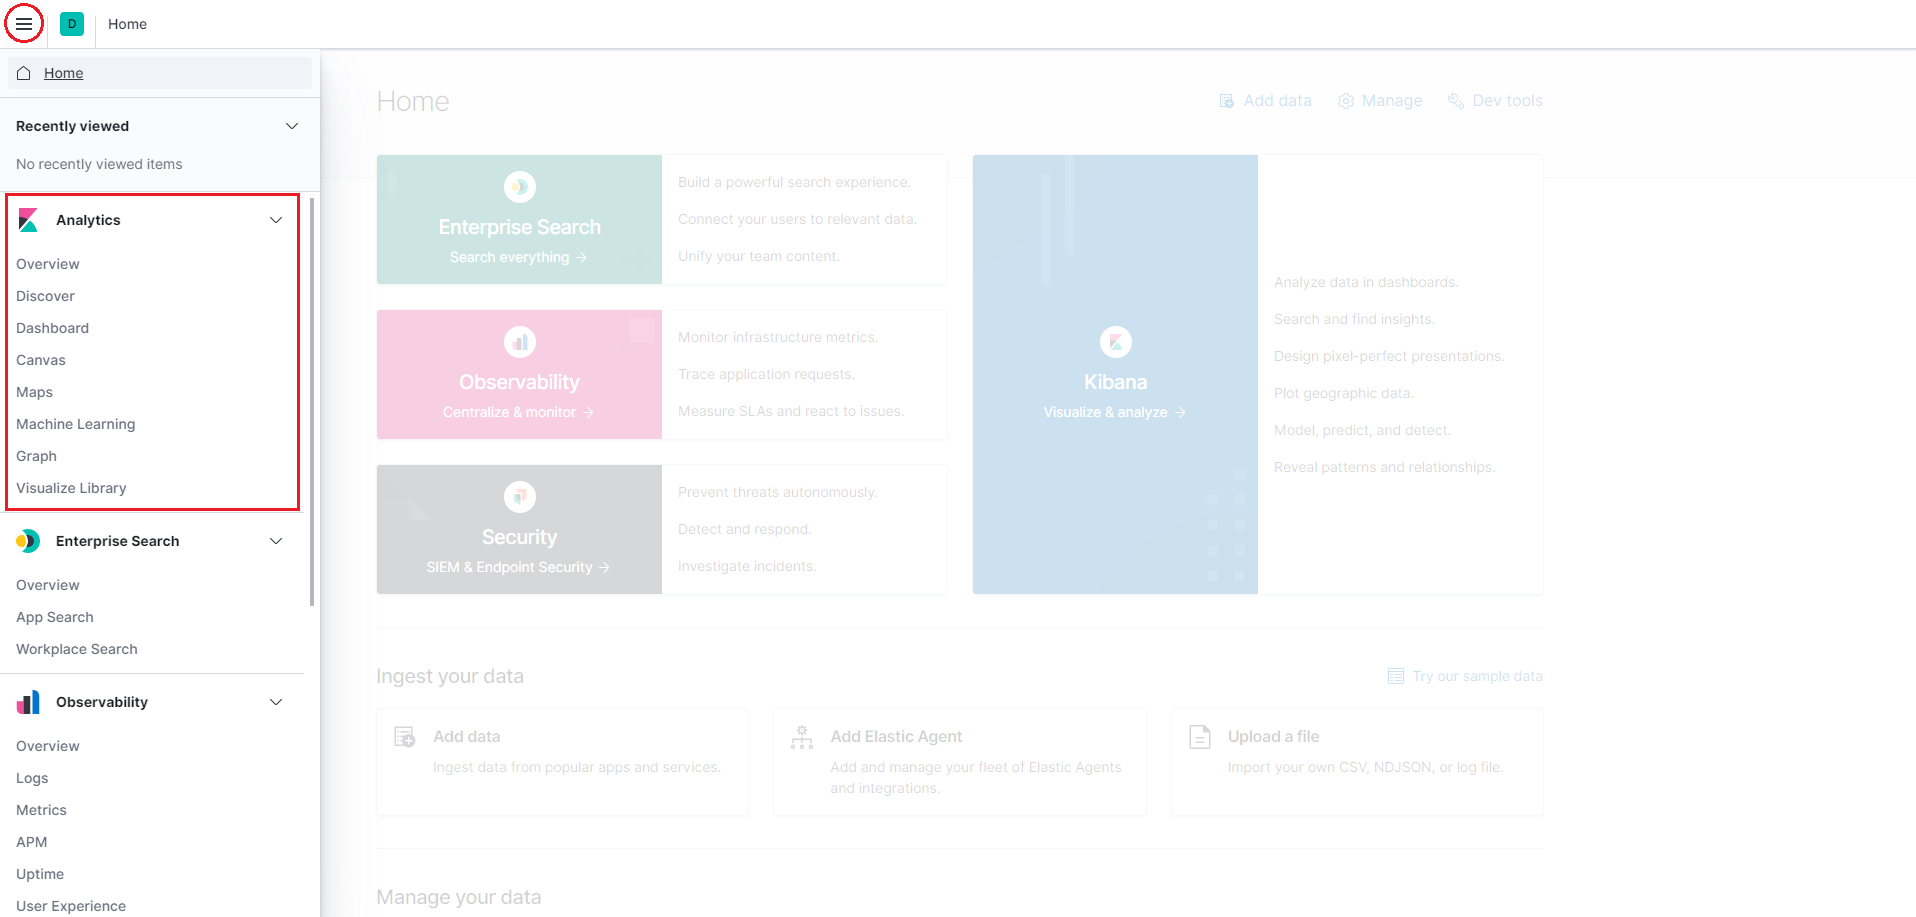 D
Home
Home
Recently viewed
No recently viewed items
Analytics
Overview
Discover
Dashboard
Canvas
Maps
Machine Learning
Graph
Visualize Library
Enterprise Search
Overview
App Search
Workplace Search
Observability
Overview
Logs
Metrics
APM
Uptime
User Experience
Home
Add data
Manage
Dev tools
Enterprise Search
Search everything →
Build a powerful search experience.
Connect your users to relevant data.
Unify your team content.
Observability
Centralize & monitor →
Monitor infrastructure metrics.
Trace application requests.
Measure SLAs and react to issues.
Security
SIEM & Endpoint Security →
Prevent threats autonomously.
Detect and respond.
Investigate incidents.
Kibana
Visualize & analyze →
Analyze data in dashboards.
Search and find insights.
Design pixel-perfect presentations.
Plot geographic data.
Model, predict, and detect.
Reveal patterns and relationships.
Ingest your data
Try our sample data
Add data
Ingest data from popular apps and services.
Add Elastic Agent
Add and manage your fleet of Elastic Agents
and integrations.
Upload a file
Import your own CSV, NDJSON, or log file.
Manage your data